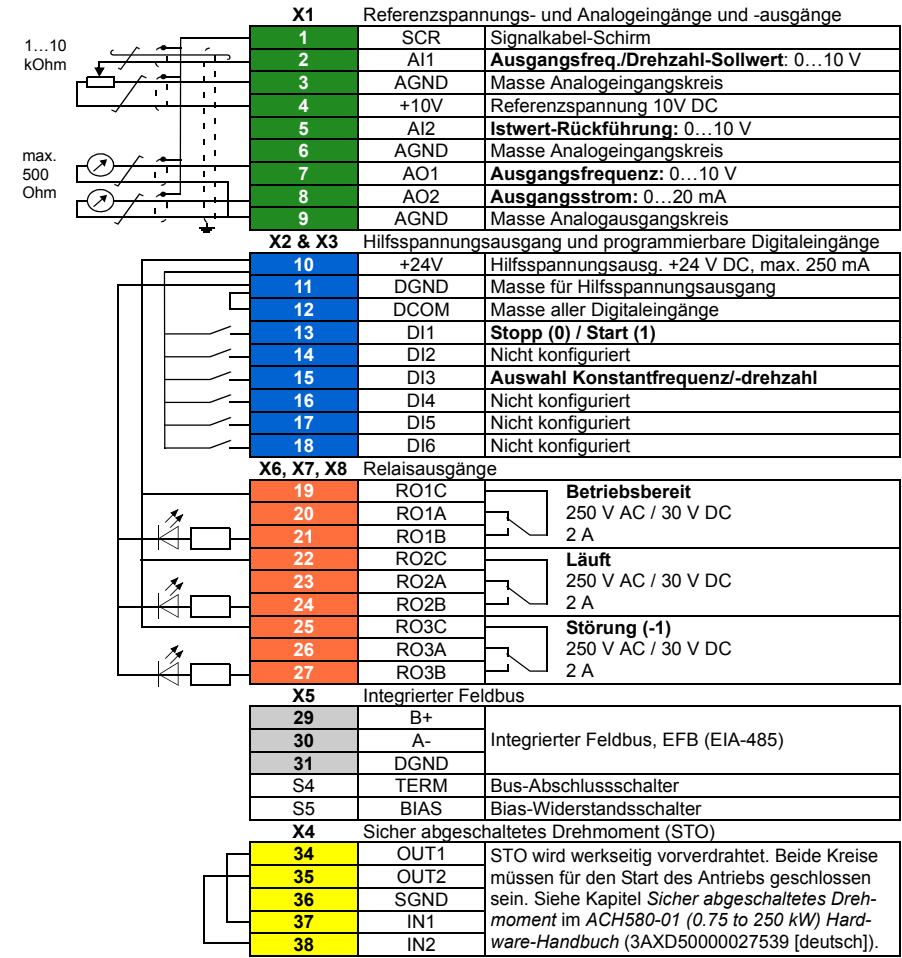 X1 Referenzspannungs- und Analogeingänge und -ausgänge
1…10 kOhm
1 SCR Signalkabel-Schirm
2 AI1 Ausgangsfreq./Drehzahl-Sollwert: 0…10 V
3 AGND Masse Analogeingangskreis
4 +10V Referenzspannung 10V DC
5 AI2 Istwert-Rückführung: 0…10 V
6 AGND Masse Analogeingangskreis
max. 500 Ohm
7 AO1 Ausgangsfrequenz: 0…10 V
8 AO2 Ausgangsstrom: 0…20 mA
9 AGND Masse Analogausgangskreis
X2 & X3 Hilfsspannungsausgang und programmierbare Digitaleingänge
10 +24V Hilfsspannungsausg. +24 V DC, max. 250 mA
11 DGND Masse für Hilfsspannungsausgang
12 DCOM Masse aller Digitaleingänge
13 DI1 Stopp (0) / Start (1)
14 DI2 Nicht konfiguriert
15 DI3 Auswahl Konstantfrequenz/-drehzahl
16 DI4 Nicht konfiguriert
17 DI5 Nicht konfiguriert
18 DI6 Nicht konfiguriert
X6, X7, X8 Relaisausgänge
19 RO1C Betriebsbereit
20 RO1A 250 V AC / 30 V DC
21 RO1B 2 A
22 RO2C Läuft
23 RO2A 250 V AC / 30 V DC
24 RO2B 2 A
25 RO3C Störung (-1)
26 RO3A 250 V AC / 30 V DC
27 RO3B 2 A
X5 Integrierter Feldbus
29 B+
30 A- Integrierter Feldbus, EFB (EIA-485)
31 DGND
S4 TERM Bus-Abschlussschalter
S5 BIAS Bias-Widerstandsschalter
X4 Sicher abgeschaltetes Drehmoment (STO)
34 OUT1 STO wird werkseitig vorverdrahtet. Beide Kreise
35 OUT2 müssen für den Start des Antriebs geschlossen
36 SGND sein. Siehe Kapitel Sicher abgeschaltetes Dreh-
37 IN1 moment im ACH580-01 (0.75 to 250 kW) Hard-
38 IN2 ware-Handbuch (3AXD50000027539 [deutsch]).